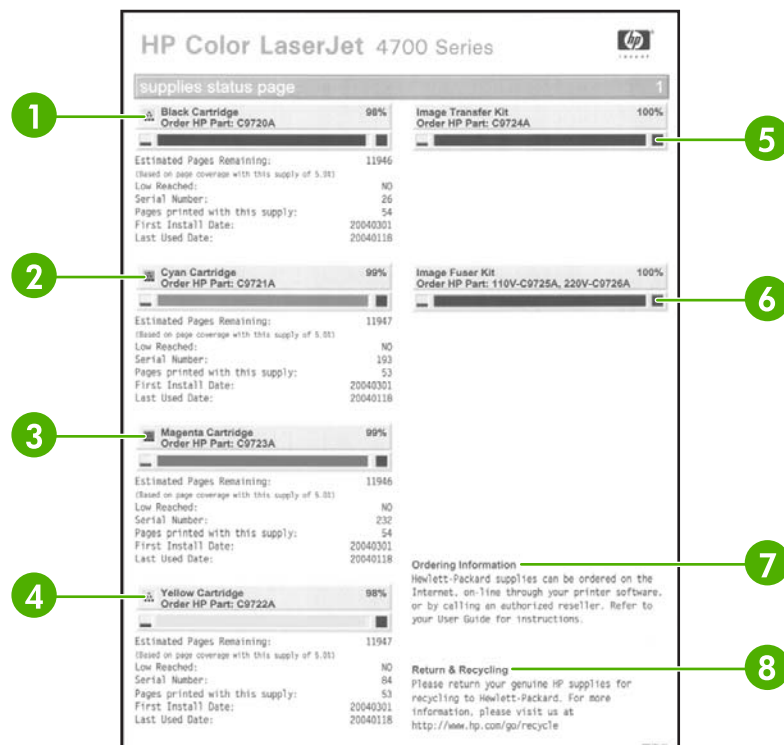 HP Color LaserJet 4700 Series
hp
invent
supplies status page 1
1
Black Cartridge 98%
Order HP Part: C9720A
Estimated Pages Remaining: 11946
(Based on page coverage with this supply of 5.0%)
Low Reached: NO
Serial Number: 26
Pages printed with this supply: 54
First Install Date: 20040301
Last Used Date: 20040118
2
Cyan Cartridge 99%
Order HP Part: C9721A
Estimated Pages Remaining: 11947
(Based on page coverage with this supply of 5.0%)
Low Reached: NO
Serial Number: 193
Pages printed with this supply: 53
First Install Date: 20040301
Last Used Date: 20040118
3
Magenta Cartridge 99%
Order HP Part: C9723A
Estimated Pages Remaining: 11946
(Based on page coverage with this supply of 5.0%)
Low Reached: NO
Serial Number: 232
Pages printed with this supply: 54
First Install Date: 20040301
Last Used Date: 20040118
4
Yellow Cartridge 98%
Order HP Part: C9722A
Estimated Pages Remaining: 11947
(Based on page coverage with this supply of 5.0%)
Low Reached: NO
Serial Number: 84
Pages printed with this supply: 53
First Install Date: 20040301
Last Used Date: 20040118
Image Transfer Kit 100%
Order HP Part: C9724A
5
Image Fuser Kit 100%
Order HP Part: 110V-C9725A, 220V-C9726A
6
Ordering Information
7
Hewlett-Packard supplies can be ordered on the
Internet, on-line through your printer software,
or by calling an authorized reseller. Refer to
your User Guide for instructions.
Return & Recycling
8
Please return your genuine HP supplies for
recycling to Hewlett-Packard. For more
information, please visit us at
http://www.hp.com/go/recycle